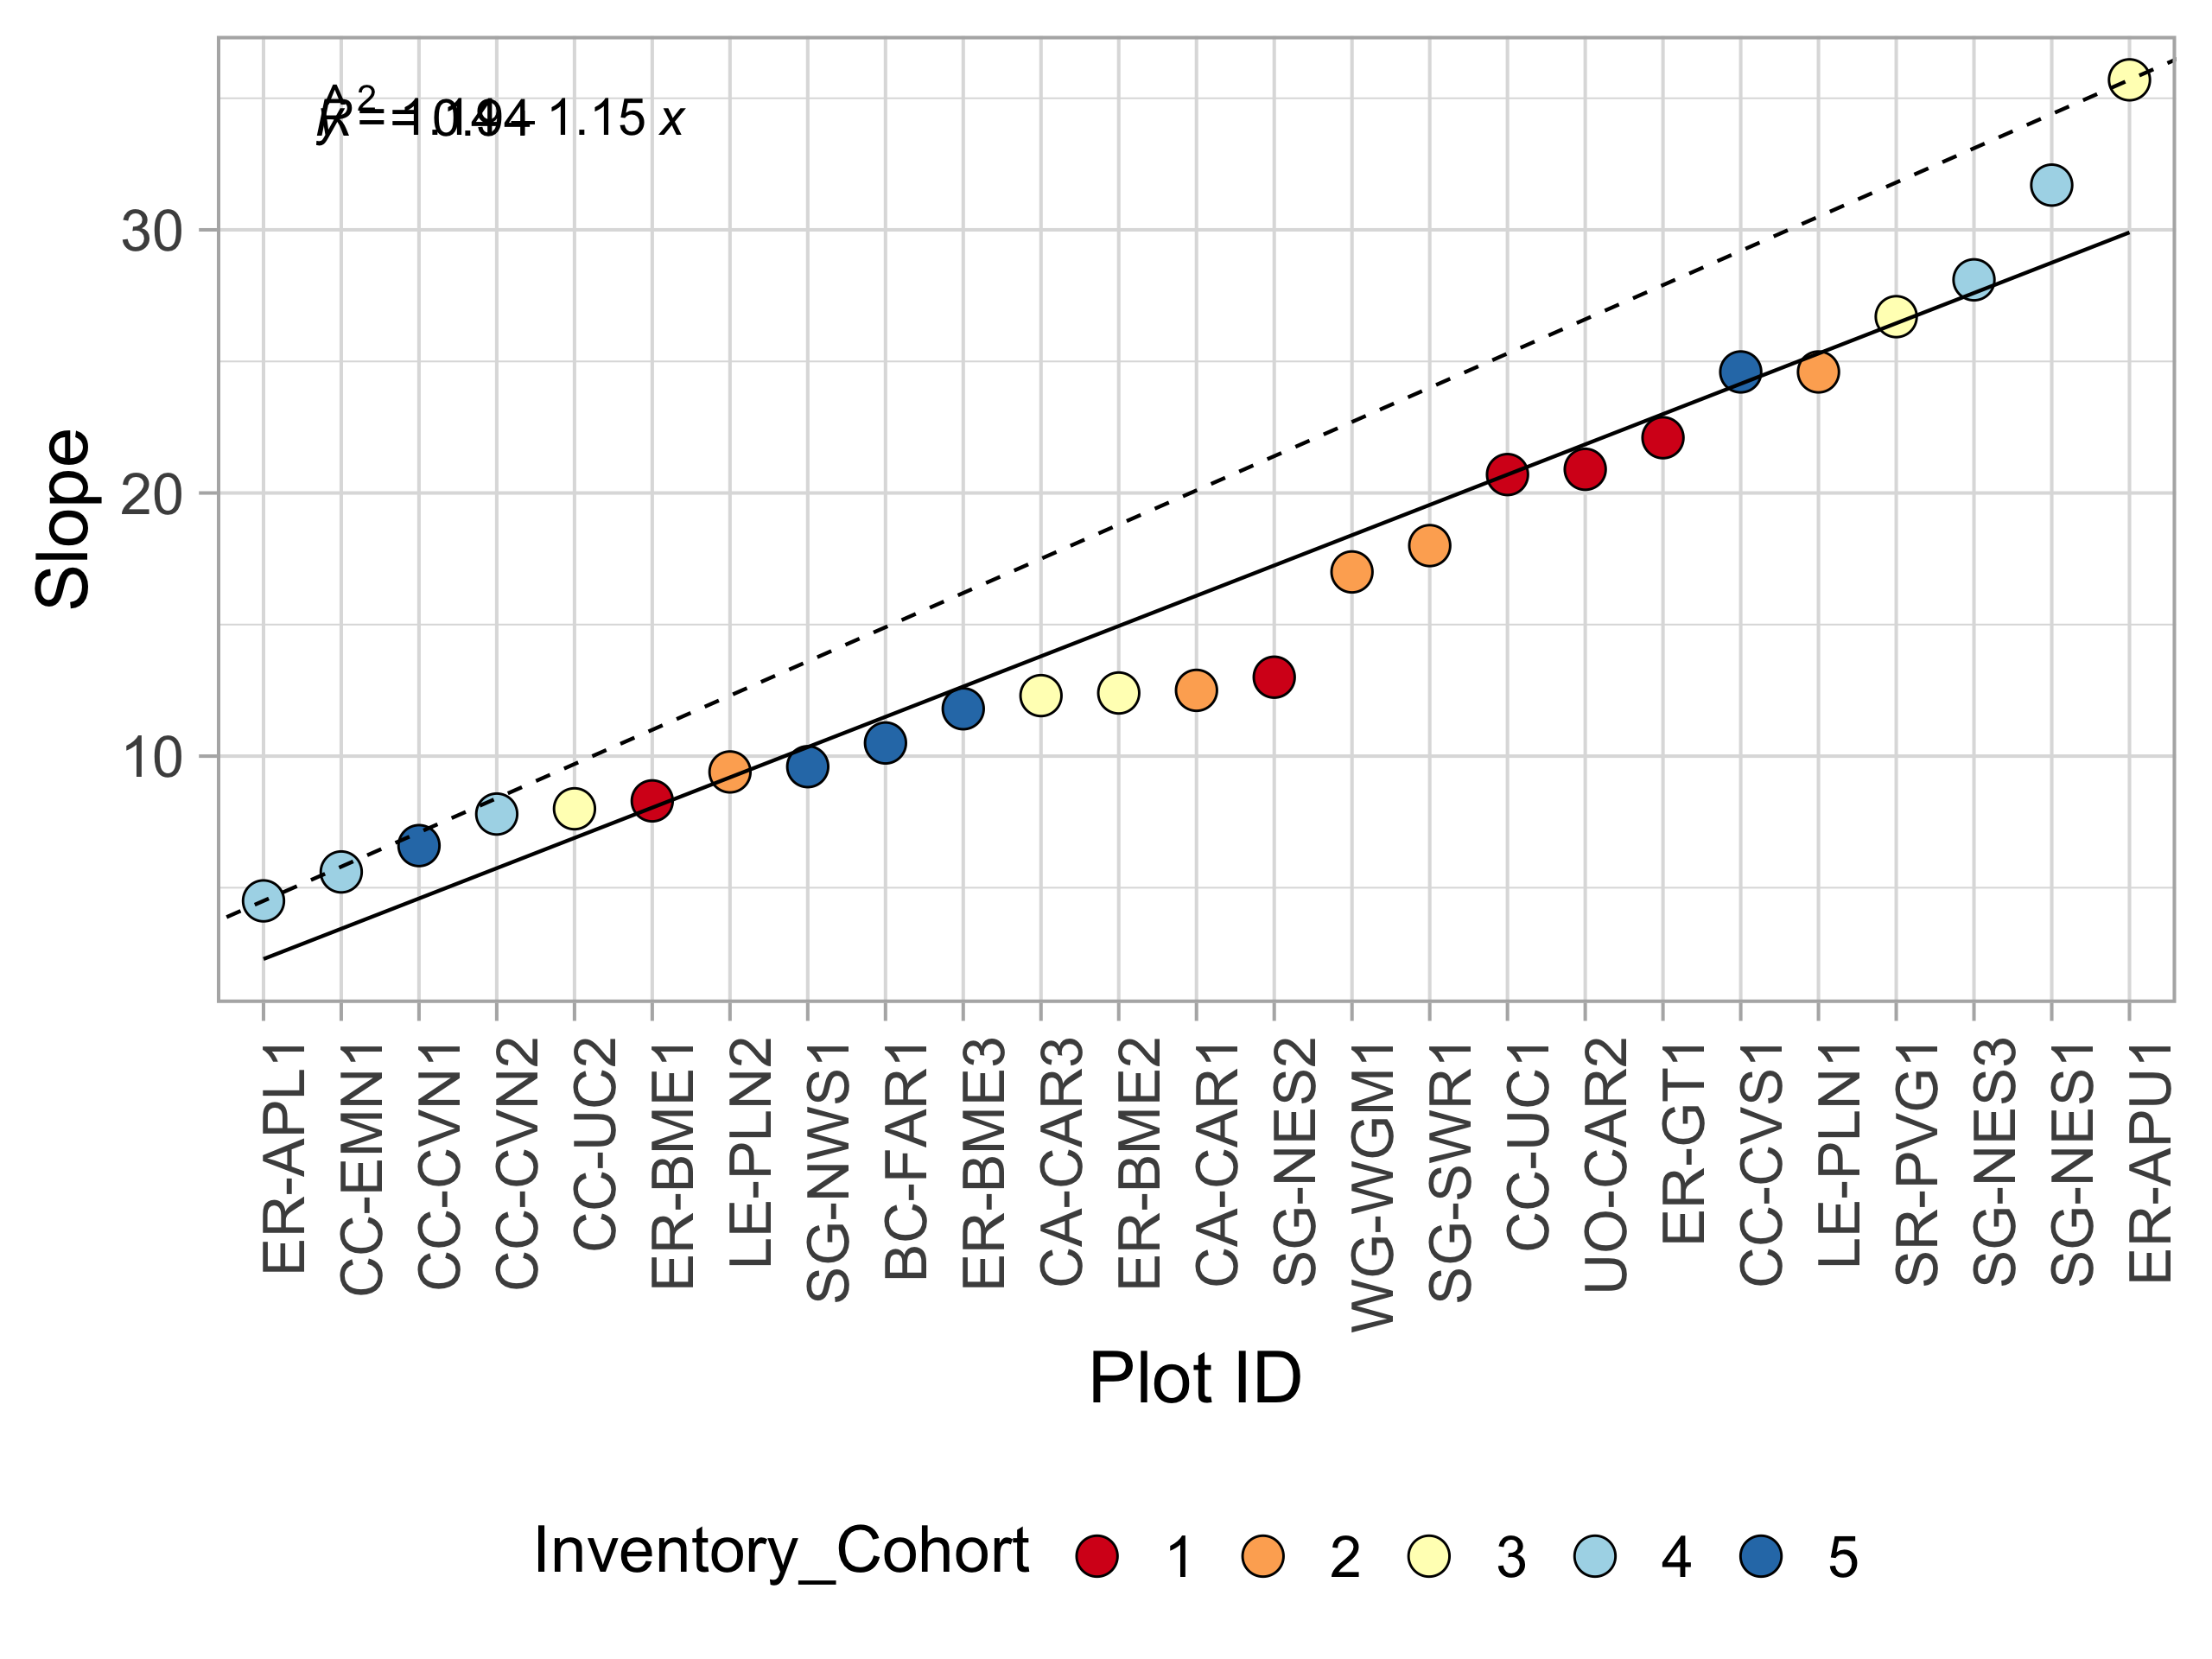 1.15 x
Slope
30
20
10
ER-APL1
CC-EMN1
CC-CVN1
CC-CVN2
CC-UC2
ER-BME1
LE-PLN2
SG-NWS1
BC-FAR1
ER-BME3
CA-CAR3
ER-BME2
CA-CAR1
SG-NES2
WG-WGM1
SG-SWR1
CC-UC1
UO-CAR2
ER-GT1
CC-CVS1
LE-PLN1
SR-PVG1
SG-NES3
SG-NES1
ER-APU1
Plot ID
Inventory_Cohort 1 2 3 4 5